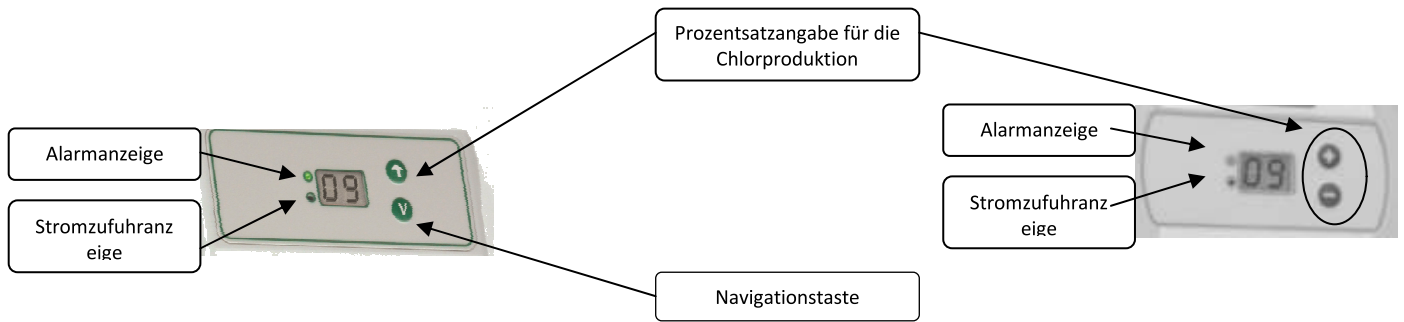 Prozentsatzangabe für die
Chlorproduktion
Alarmanzeige
Stromzufuhranz
eige
09
V
Navigationstaste
Alarmanzeige
Stromzufuhranz
eige
09
+
-